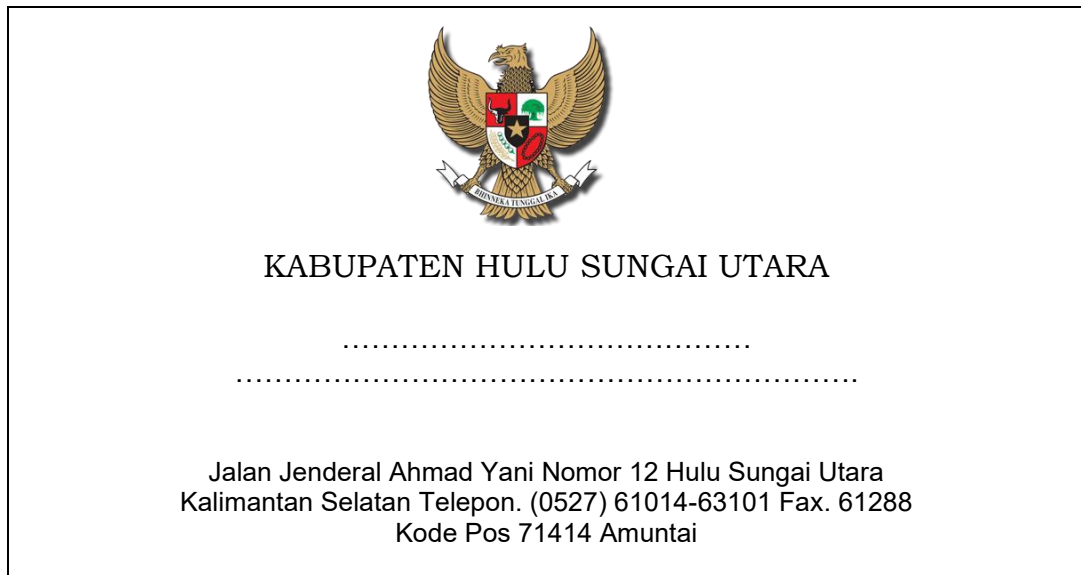 BHINNEKA TUNGGAL IKA
KABUPATEN HULU SUNGAI UTARA
……………………………………
……………………………………………………….
Jalan Jenderal Ahmad Yani Nomor 12 Hulu Sungai Utara
Kalimantan Selatan Telepon. (0527) 61014-63101 Fax. 61288
Kode Pos 71414 Amuntai